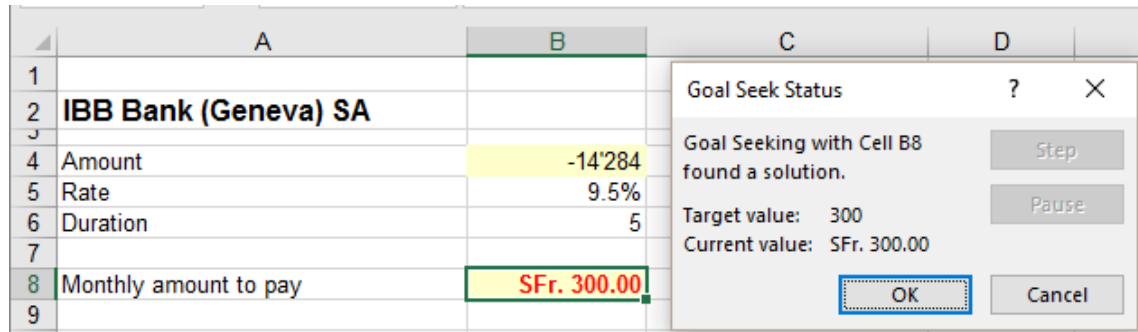 A B C D
1
2 IBB Bank (Geneva) SA
3
4 Amount -14'284
5 Rate 9.5%
6 Duration 5
7
8 Monthly amount to pay SFr. 300.00
9
Goal Seek Status ? ×
Goal Seeking with Cell B8
found a solution.
Step
Pause
Target value: 300
Current value: SFr. 300.00
OK Cancel